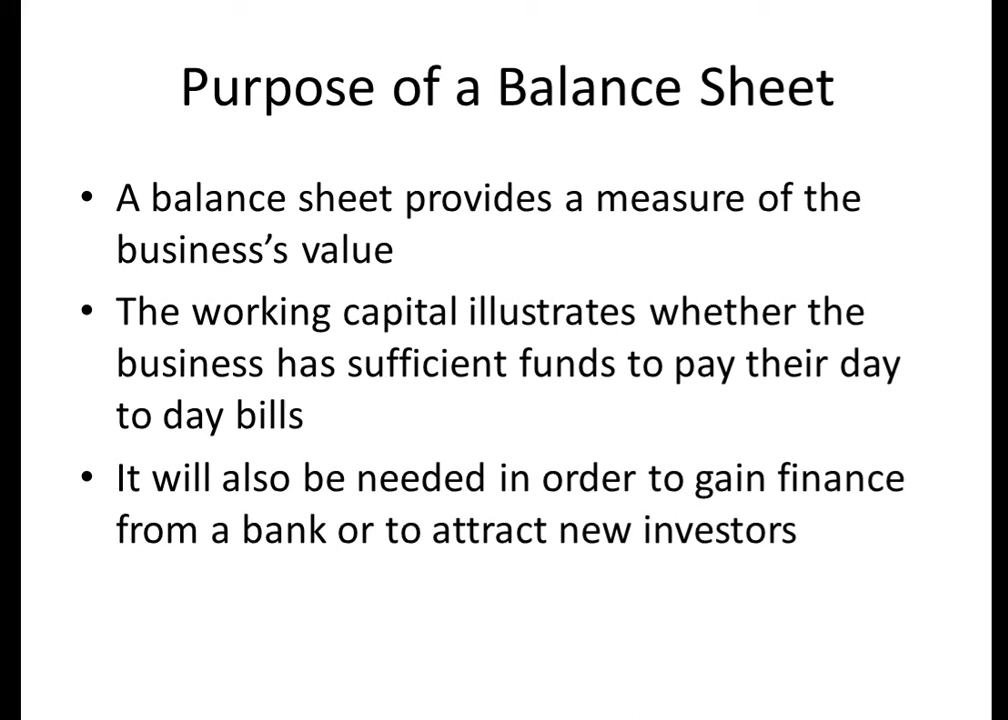 Purpose of a Balance Sheet
• A balance sheet provides a measure of the
business’s value
• The working capital illustrates whether the
business has sufficient funds to pay their day
to day bills
• It will also be needed in order to gain finance
from a bank or to attract new investors